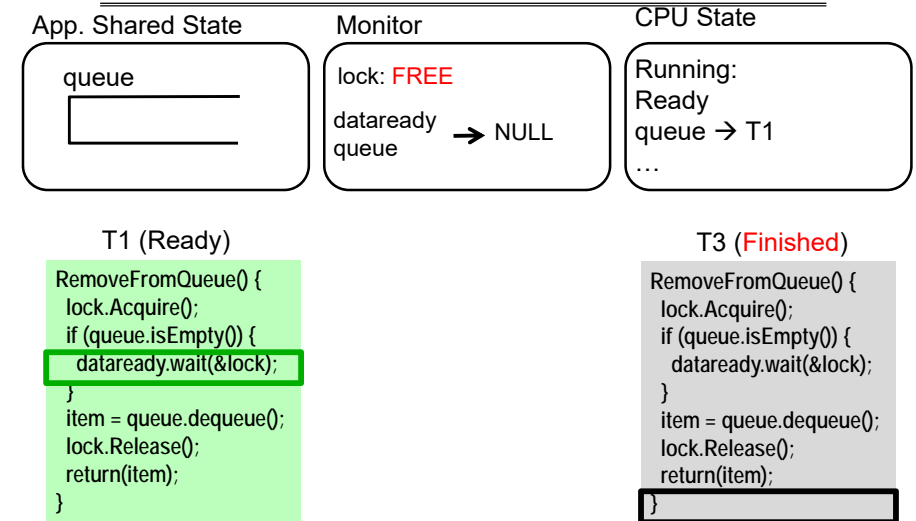 App. Shared State
Monitor
CPU State
queue
lock: FREE
dataready
queue
NULL
Running:
Ready
queue → T1
…
T1 (Ready)
RemoveFromQueue() {
lock.Acquire();
if (queue.isEmpty()) {
dataready.wait(&lock);
}
item = queue.dequeue();
lock.Release();
return(item);
}
T3 (Finished)
RemoveFromQueue() {
lock.Acquire();
if (queue.isEmpty()) {
dataready.wait(&lock);
}
item = queue.dequeue();
lock.Release();
return(item);
}